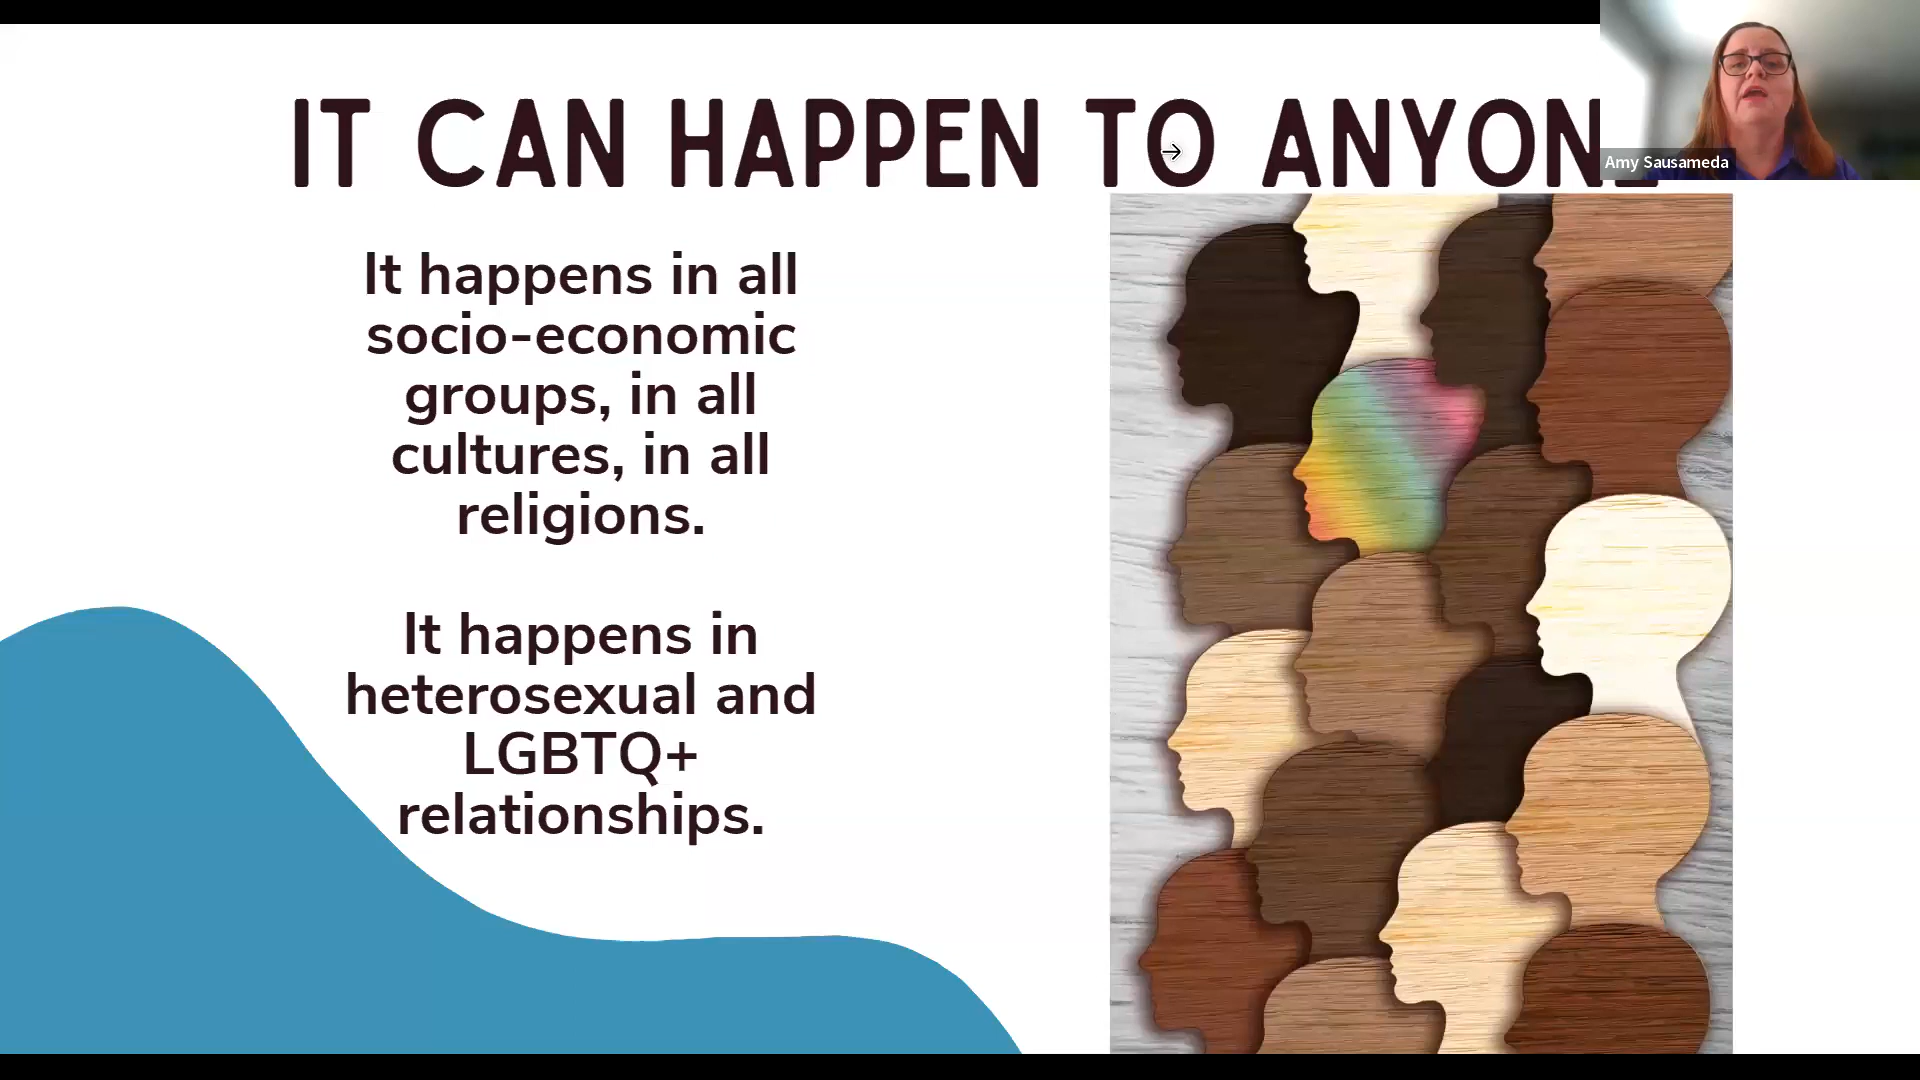 IT CAN HAPPEN TO ANYONE
Amy Sausameda
It happens in all
socio-economic
groups, in all
cultures, in all
religions.
It happens in
heterosexual and
LGBTQ+
relationships.